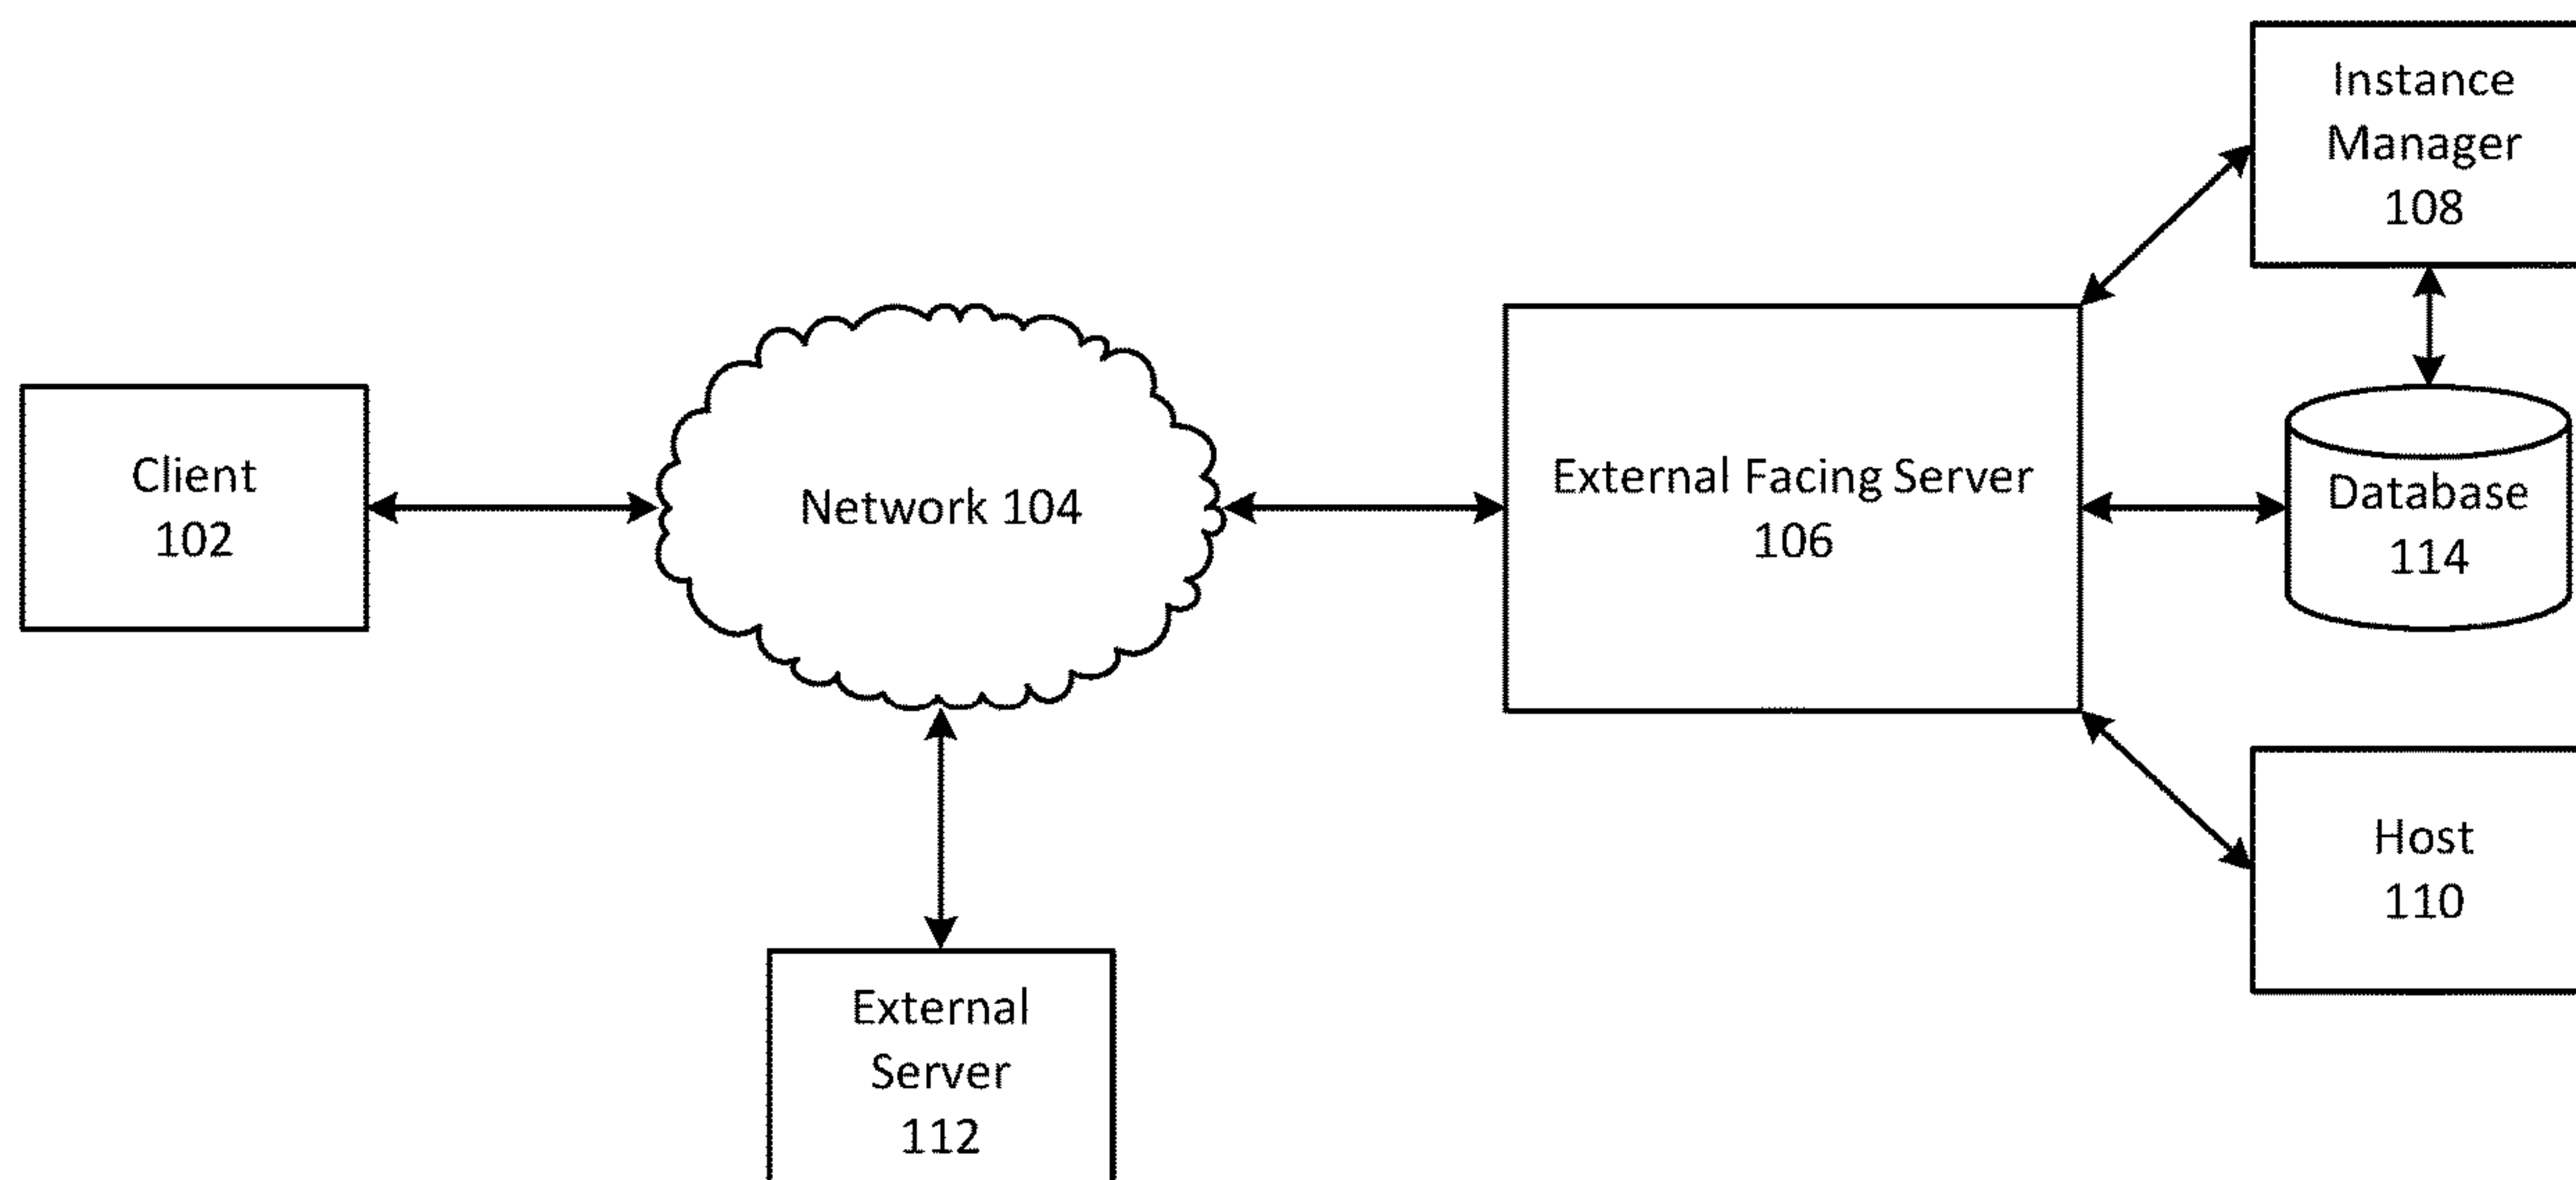 Instance
Manager
108
Client
102
Network 104
External Facing Server
106
Database
114
Host
110
External
Server
112